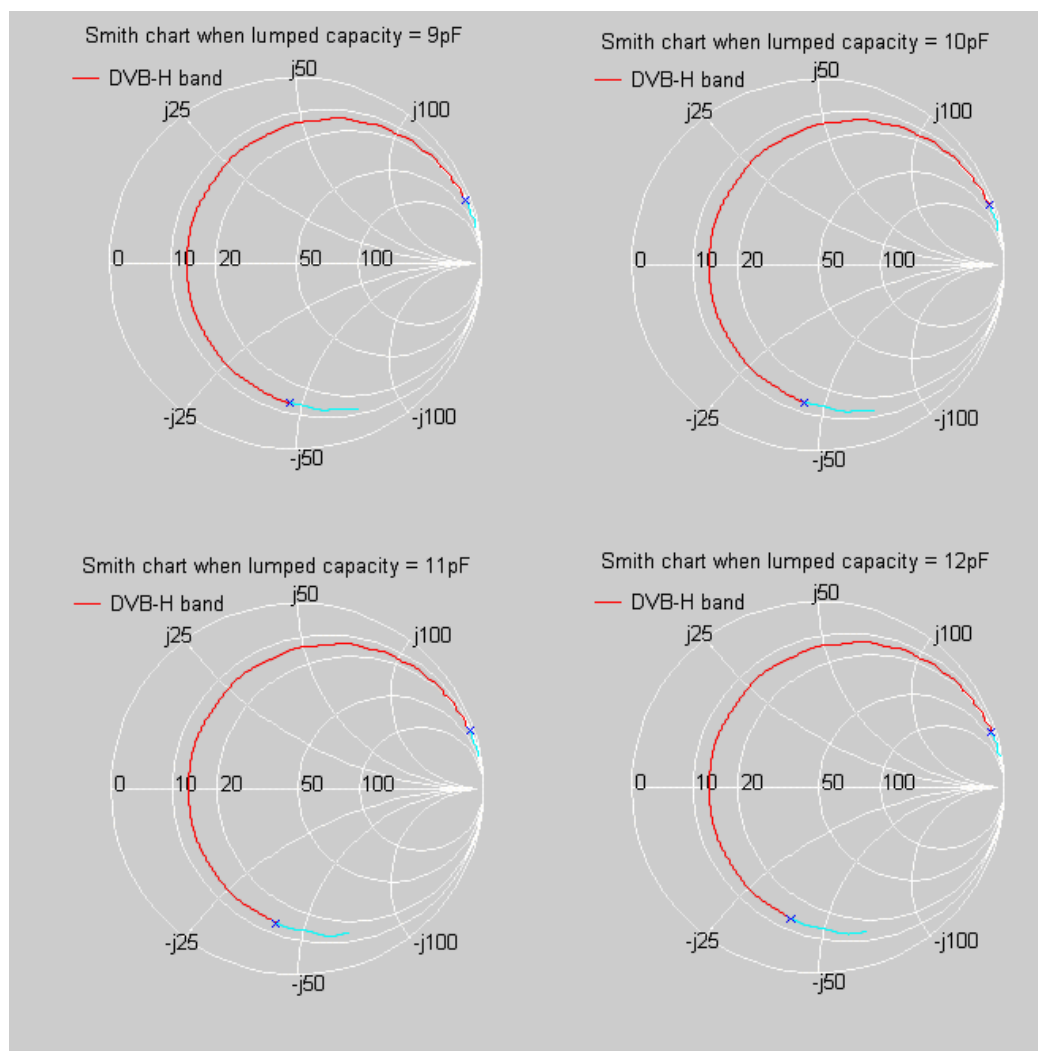 Smith chart when lumped capacity = 9pF
DVB-H band
j50
j25
j100
0 10 20 50 100
-j25
-j100
-j50
Smith chart when lumped capacity = 10pF
DVB-H band
j50
j25
j100
0 10 20 50 100
-j25
-j100
-j50
Smith chart when lumped capacity = 11pF
DVB-H band
j50
j25
j100
0 10 20 50 100
-j25
-j100
-j50
Smith chart when lumped capacity = 12pF
DVB-H band
j50
j25
j100
0 10 20 50 100
-j25
-j100
-j50